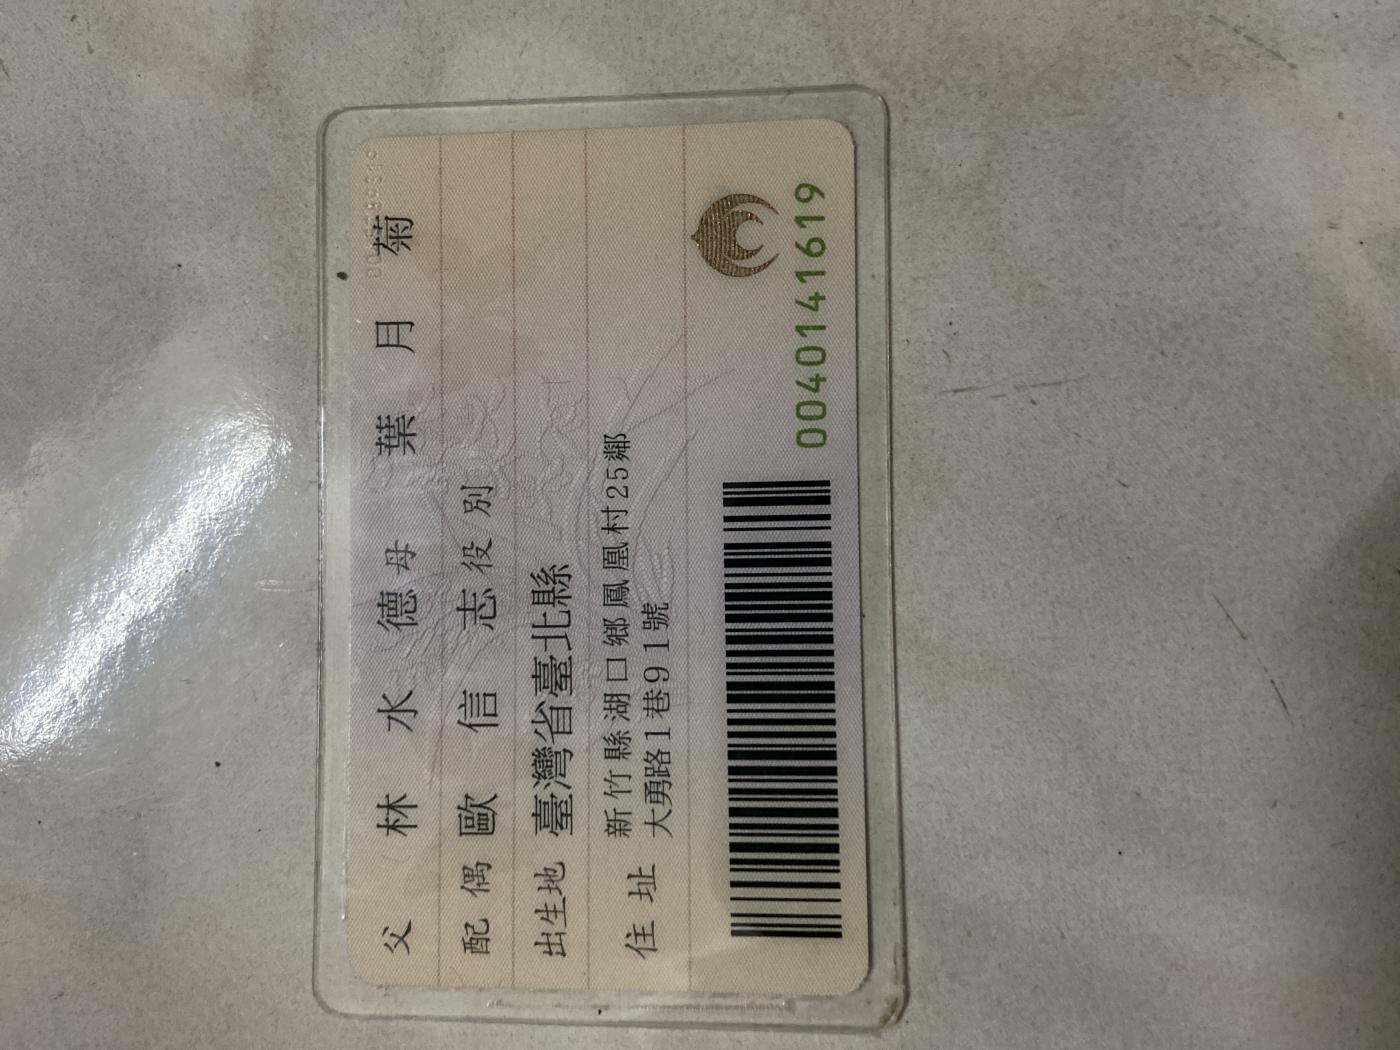 父 林水德 母 葉月菊
配偶 歐信志 役別
出生地 臺灣省臺北縣
住址 新竹縣湖口鄉鳳凰村25鄰
大勇路1巷91號
0040141619